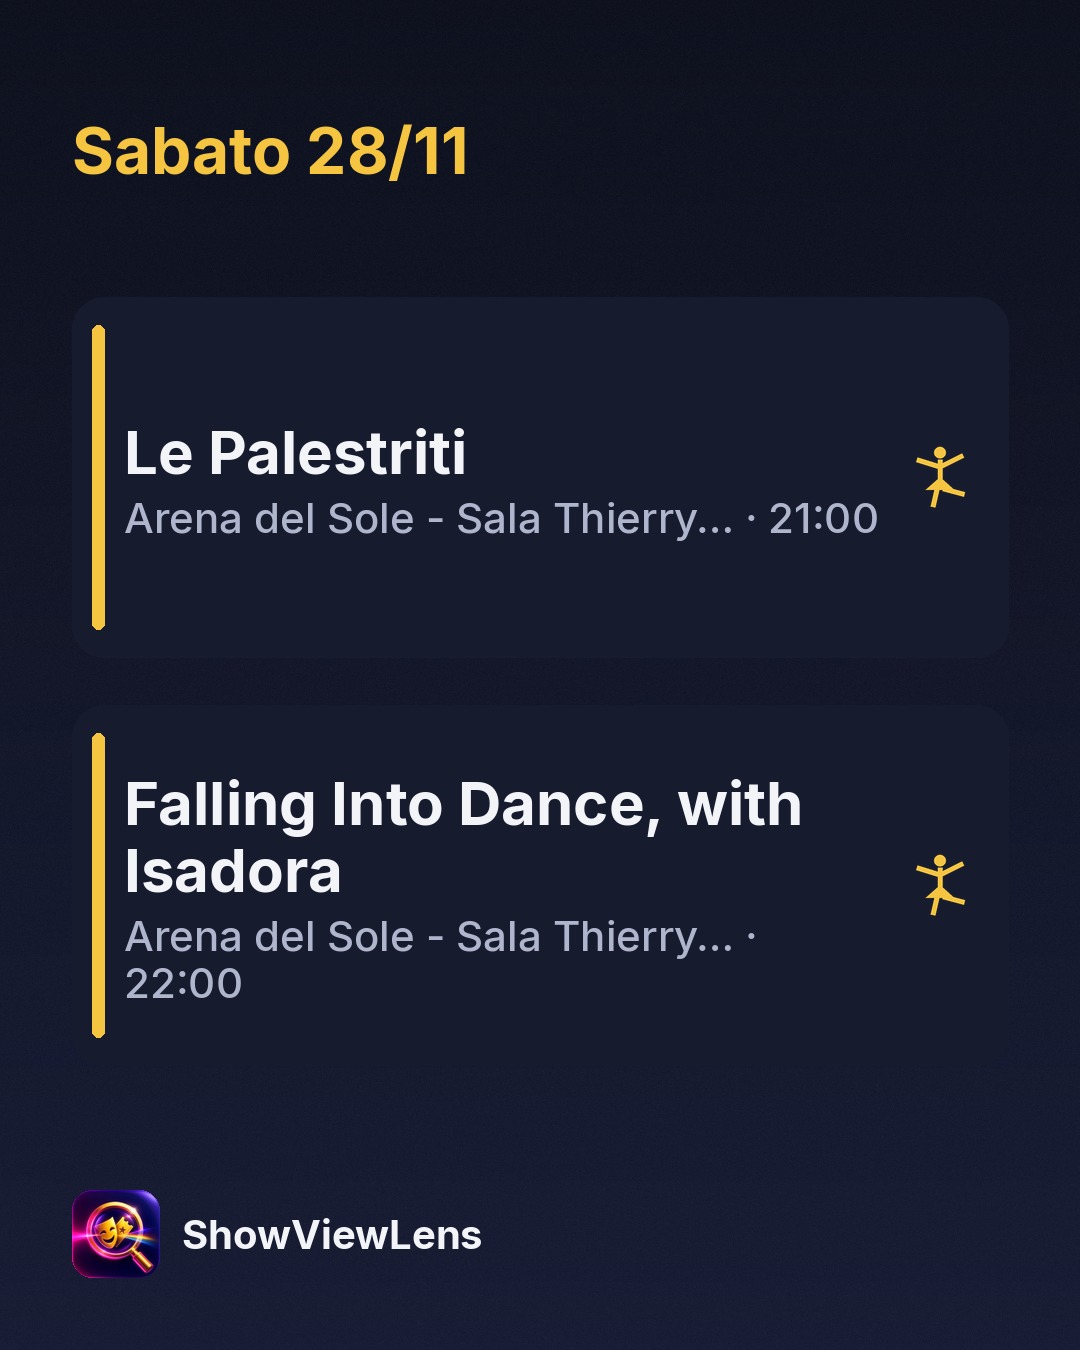 Sabato 28/11
Le Palestriti
Arena del Sole - Sala Thierry... · 21:00
Falling Into Dance, with
Isadora
Arena del Sole - Sala Thierry... ·
22:00
ShowViewLens